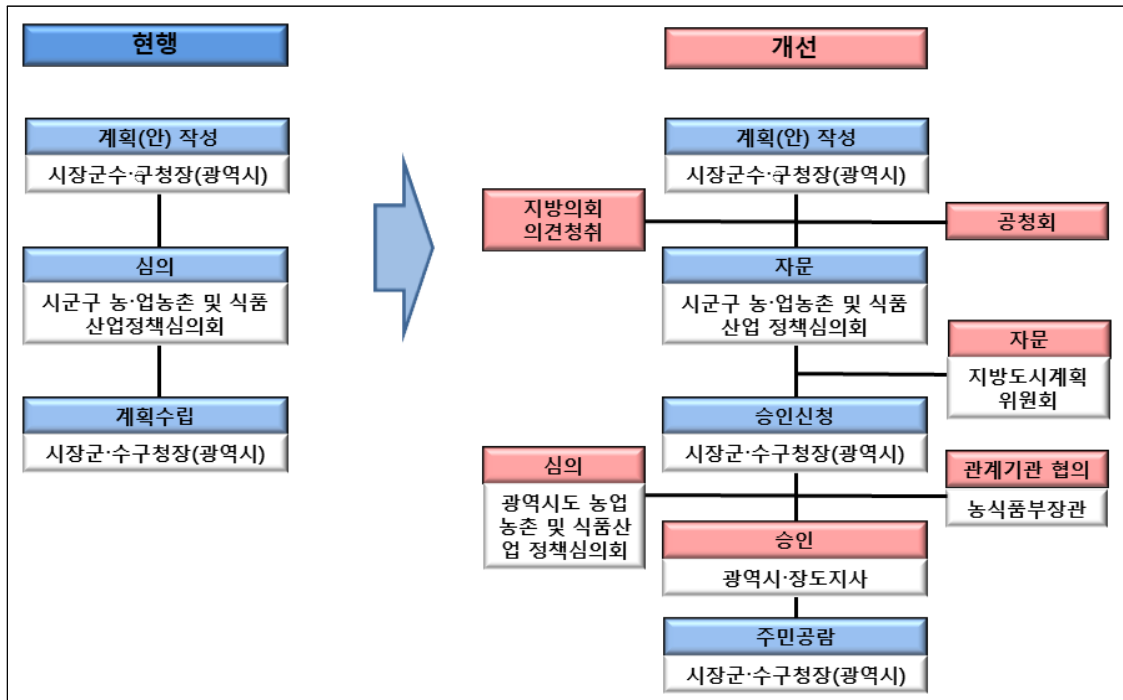 현행
계획(안) 작성
시장군수·구청장(광역시)
심의
시군구 농·업농촌 및 식품
산업정책심의회
계획수립
시장군·수구청장(광역시)
개선
계획(안) 작성
시장군수·구청장(광역시)
지방의회
의견청취
공청회
자문
시군구 농·업농촌 및 식품
산업 정책심의회
자문
지방도시계획
위원회
승인신청
시장군·수구청장(광역시)
심의
광역시도 농업
농촌 및 식품산
업 정책심의회
관계기관 협의
농식품부장관
승인
광역시·장도지사
주민공람
시장군·수구청장(광역시)